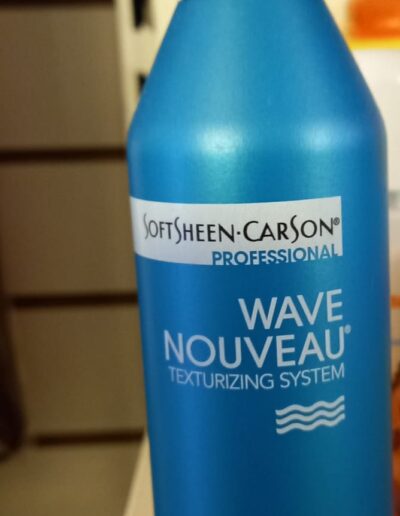 SOFTSHEEN·CARSON®
PROFESSIONAL
WAVE
NOUVEAU®
TEXTURIZING SYSTEM